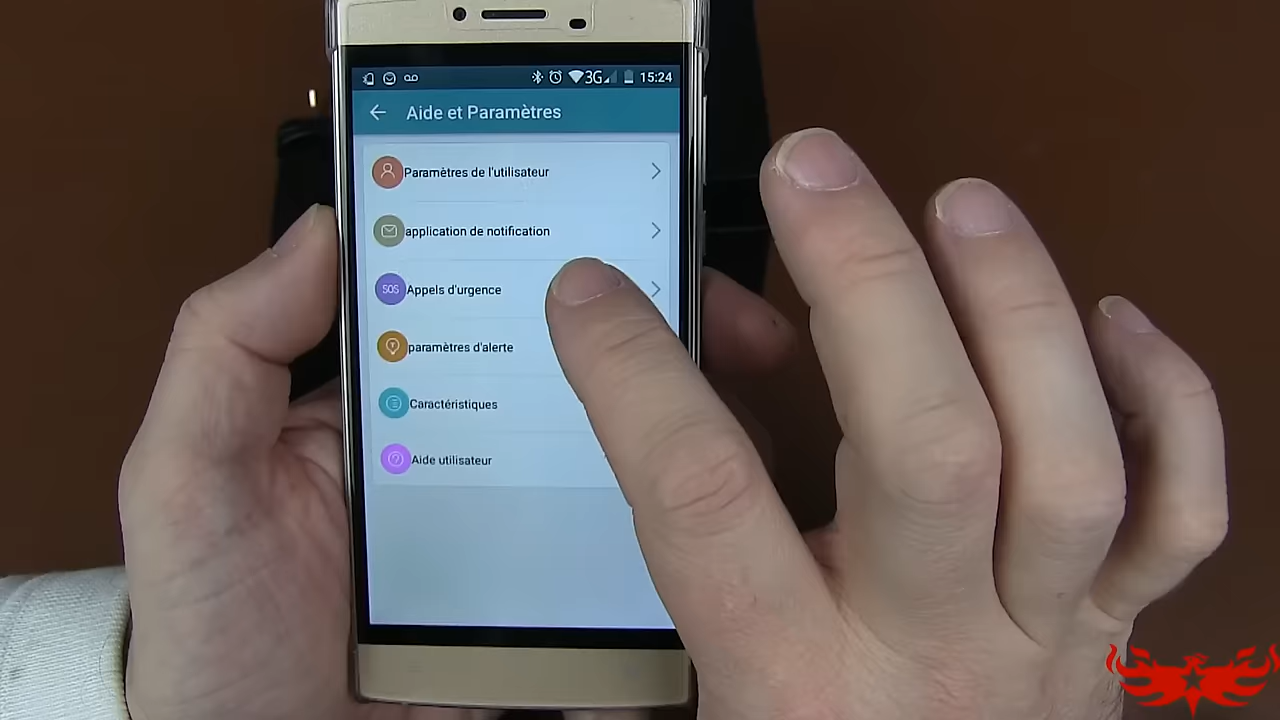 3G 15:24
Aide et Paramètres
Paramètres de l'utilisateur
application de notification
SOS Appels d'urgence
paramètres d'alerte
Caractéristiques
Aide utilisateur